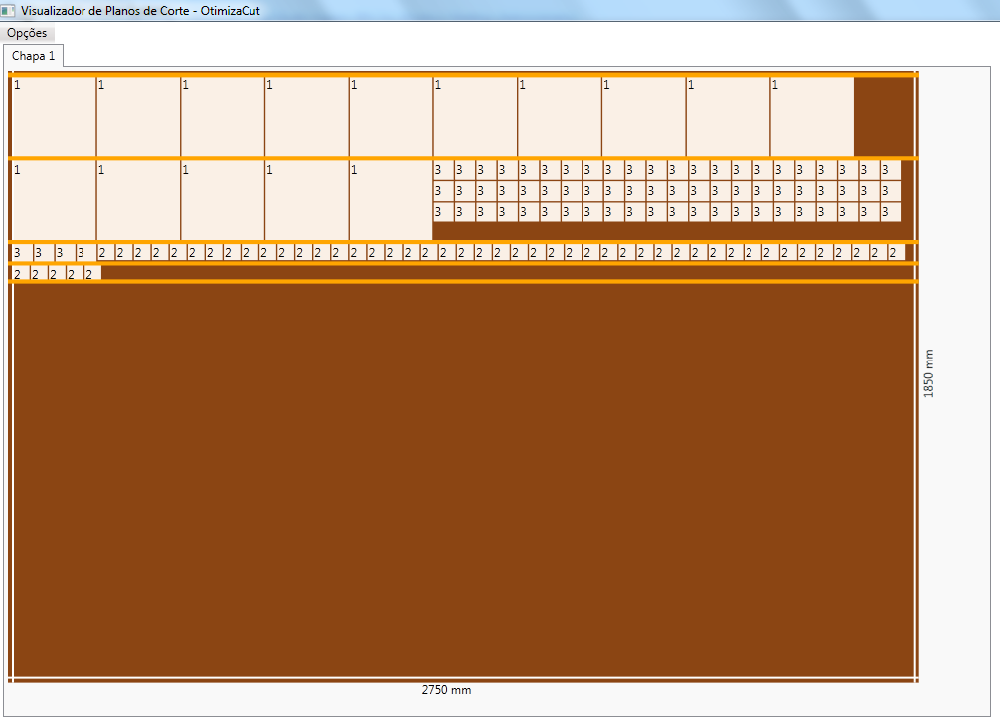 Visualizador de Planos de Corte - OtimizaCut
Opções
Chapa 1
1 1 1 1 1 1 1 1 1 1
1 1 1 1 1 3 3 3 3 3 3 3 3 3 3 3 3 3 3 3 3 3 3 3 3 3 3
3 3 3 3 3 3 3 3 3 3 3 3 3 3 3 3 3 3 3 3 3 3
3 3 3 3 3 3 3 3 3 3 3 3 3 3 3 3 3 3 3 3 3 3
3 3 3 3 2 2 2 2 2 2 2 2 2 2 2 2 2 2 2 2 2 2 2 2 2 2 2 2 2 2 2 2 2 2 2 2 2 2 2 2 2 2 2 2 2 2 2 2 2
2 2 2 2 2
1850 mm
2750 mm